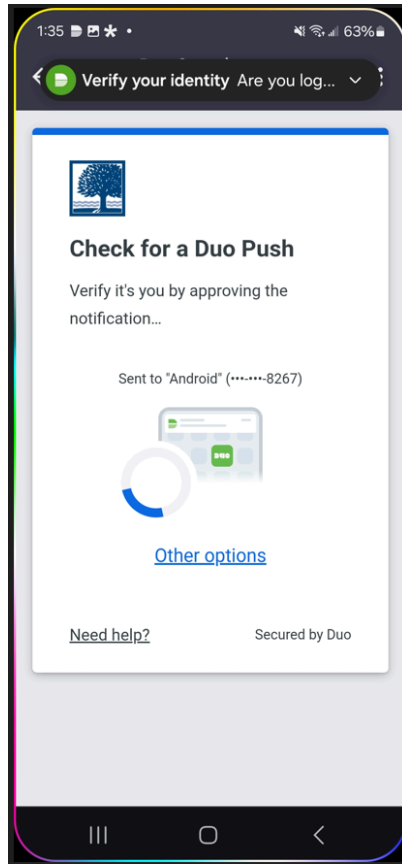 1:35 63%
Verify your identity Are you log...
Check for a Duo Push
Verify it's you by approving the
notification...
Sent to "Android" (•••-•••-8267)
DUO
Other options
Need help? Secured by Duo